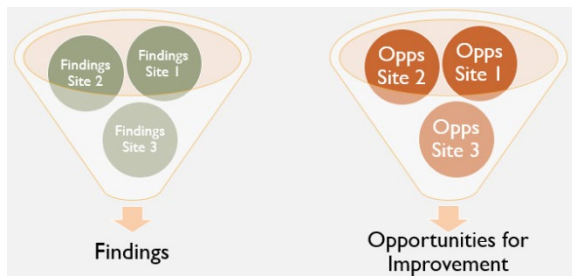 Findings
Site 2
Findings
Site 1
Findings
Site 3
Findings
Opps
Site 2
Opps
Site 1
Opps
Site 3
Opportunities for
Improvement